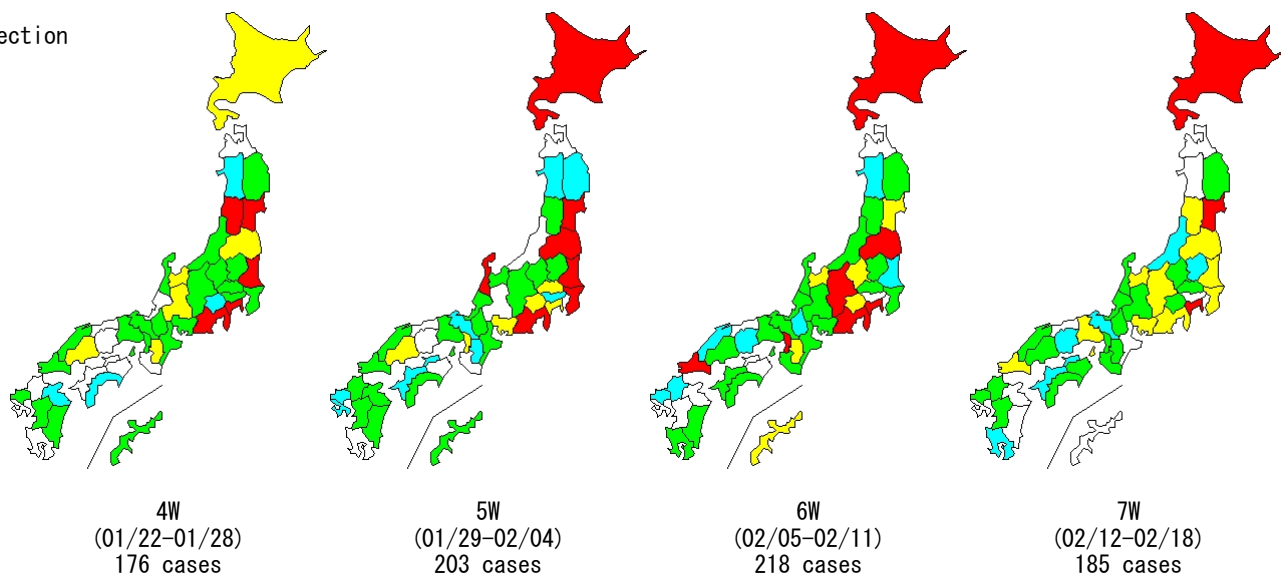 ection
4W
(01/22-01/28)
176 cases
5W
(01/29-02/04)
203 cases
6W
(02/05-02/11)
218 cases
7W
(02/12-02/18)
185 cases